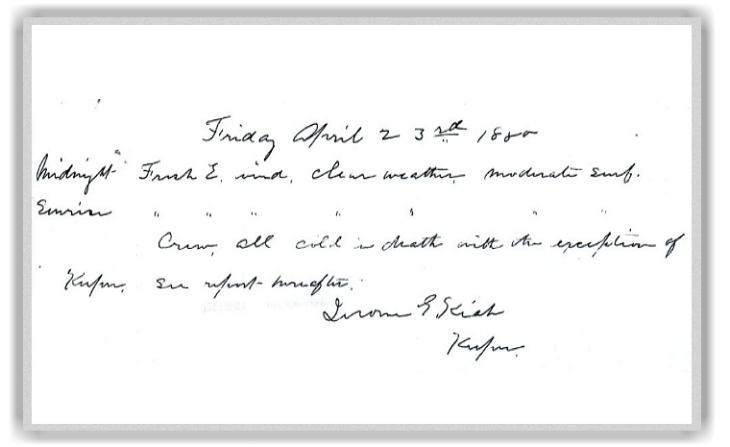 Friday April 23rd 1880
Midnight Fresh E. wind, clear weather, moderate surf.
Sunrise " " " " " " "
Crew, all cold in death with the exception of
Keeper. See report hereafter.
Jerome G Kiah
Keeper.